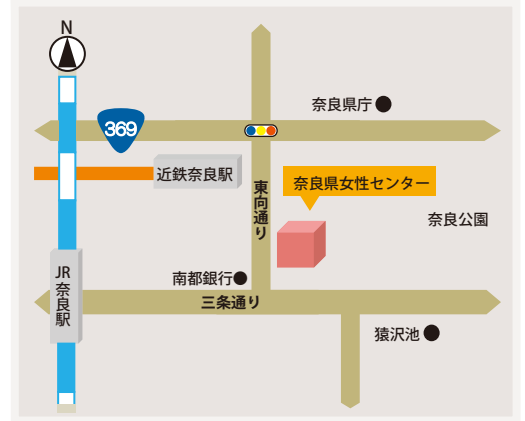 N
奈良県庁
369
近鉄奈良駅
奈良県女性センター
東向通り
奈良公園
JR奈良駅
南都銀行
三条通り
猿沢池